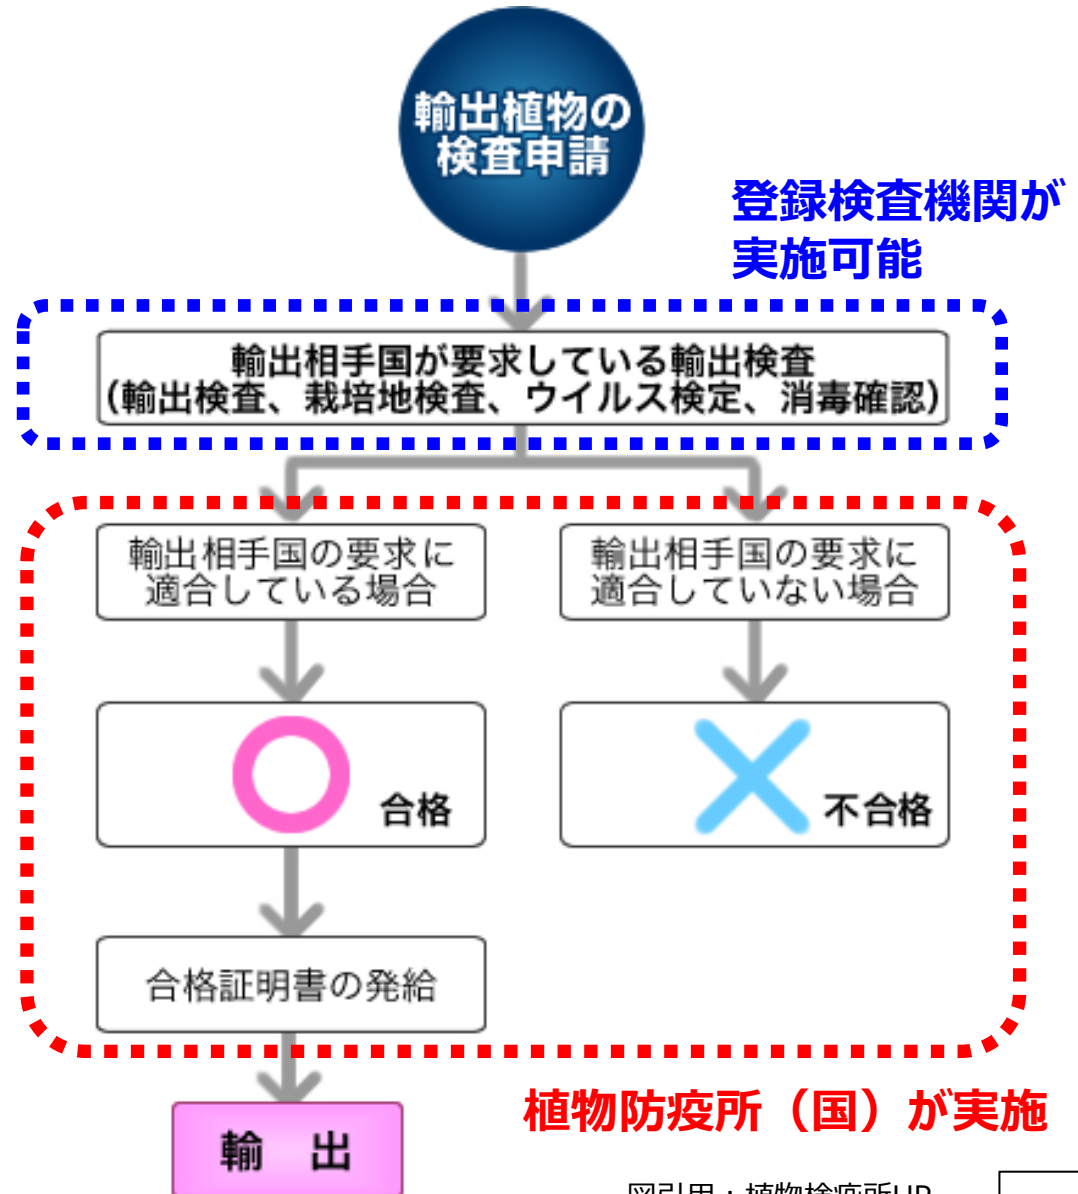 輸出植物の
検査申請
登録検査機関が
実施可能
輸出相手国が要求している輸出検査
(輸出検査、栽培地検査、ウイルス検定、消毒確認)
輸出相手国の要求に
適合している場合
輸出相手国の要求に
適合していない場合
合格
不合格
合格証明書の発給
植物防疫所（国）が実施
輸　出